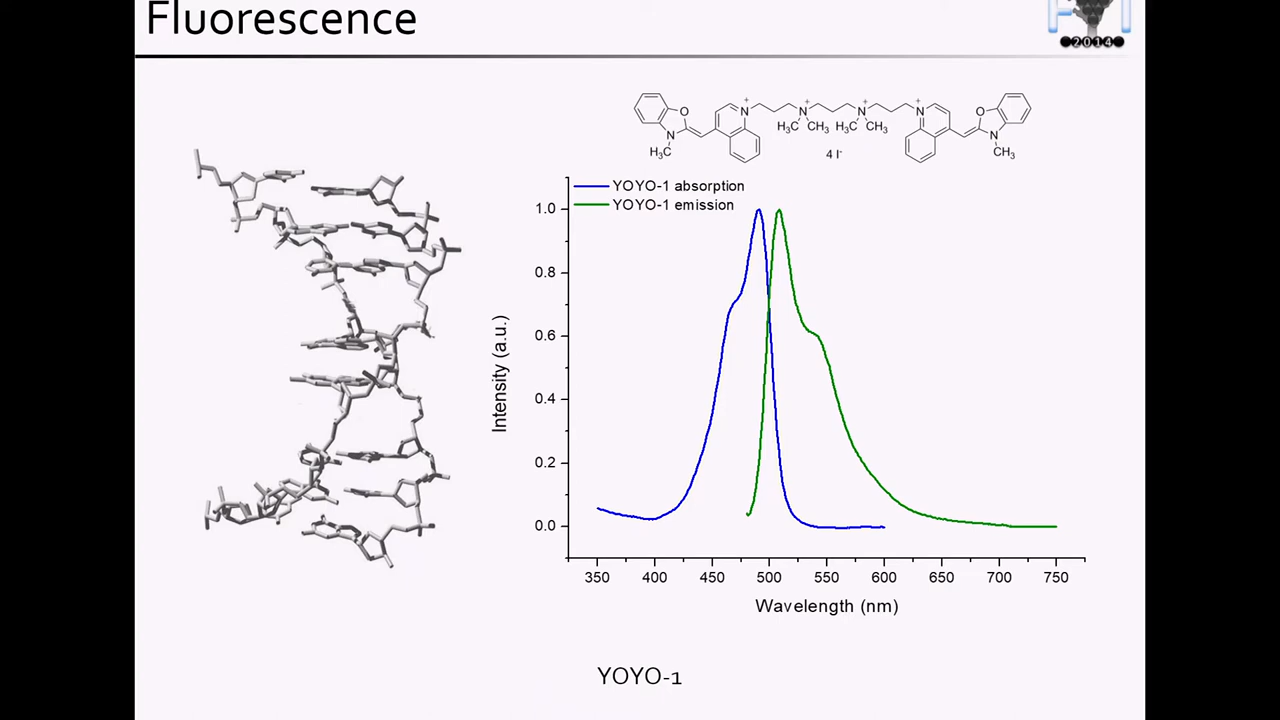 Fluorescence
2014
O
N
H₃C
N⁺
N⁺
H₃C CH₃
N⁺
H₃C CH₃
N⁺
O
N
CH₃
4 I⁻
YOYO-1 absorption
YOYO-1 emission
1.0
0.8
0.6
0.4
0.2
0.0
Intensity (a.u.)
350 400 450 500 550 600 650 700 750
Wavelength (nm)
YOYO-1